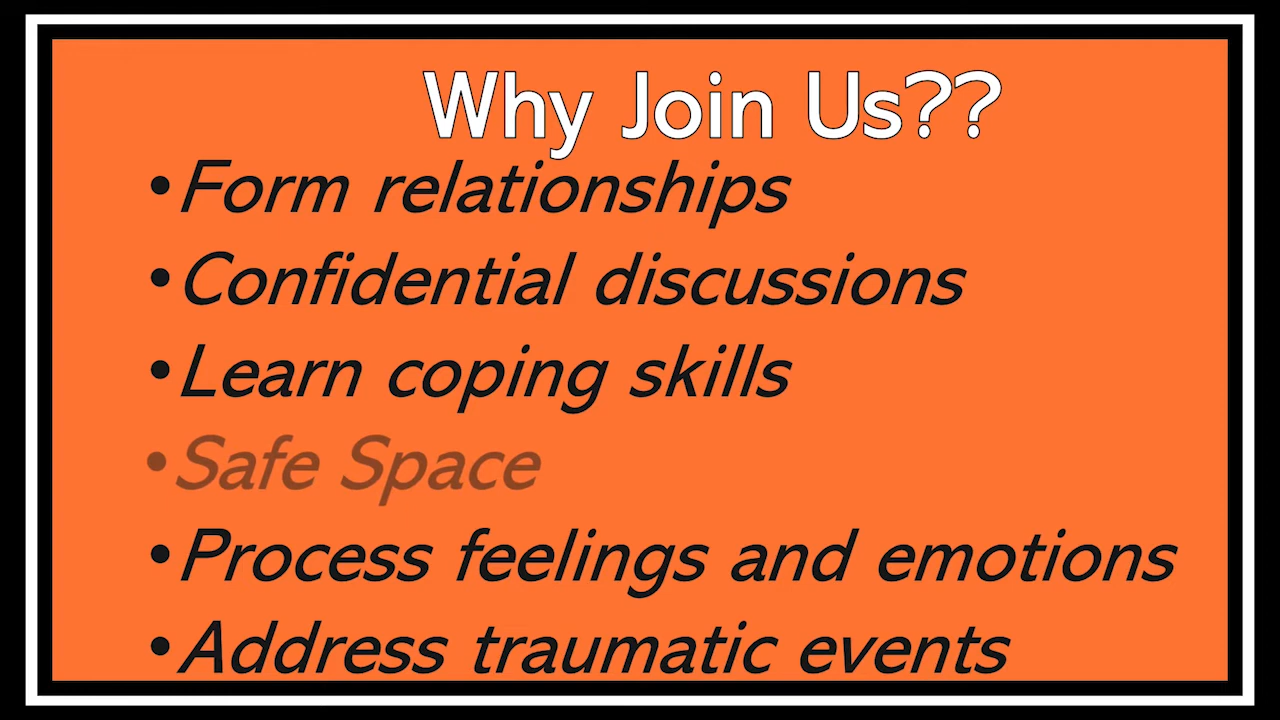 Why Join Us??
•Form relationships
•Confidential discussions
•Learn coping skills
•Safe Space
•Process feelings and emotions
•Address traumatic events